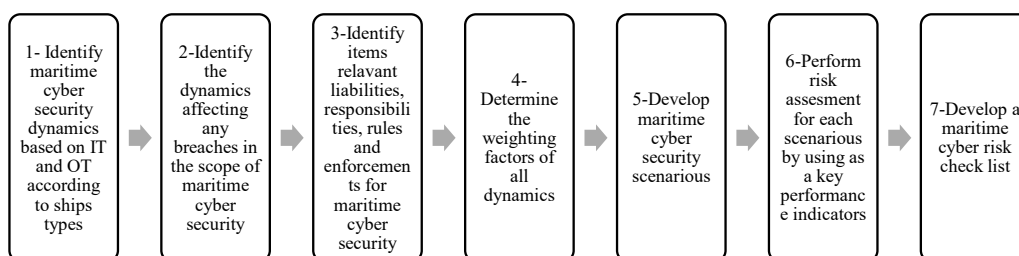 1- Identify
maritime
cyber
security
dynamics
based on IT
and OT
according
to ships
types
2-Identify
the
dynamics
affecting
any
breaches in
the scope of
maritime
cyber
security
3-Identify
items
relavant
liabilities,
responsibili
ties, rules
and
enforcemen
ts for
maritime
cyber
security
4-
Determine
the
weighting
factors of
all
dynamics
5-Develop
maritime
cyber
security
scenarious
6-Perform
risk
assesment
for each
scenarious
by using as
a key
performanc
e indicators
7-Develop a
maritime
cyber risk
check list